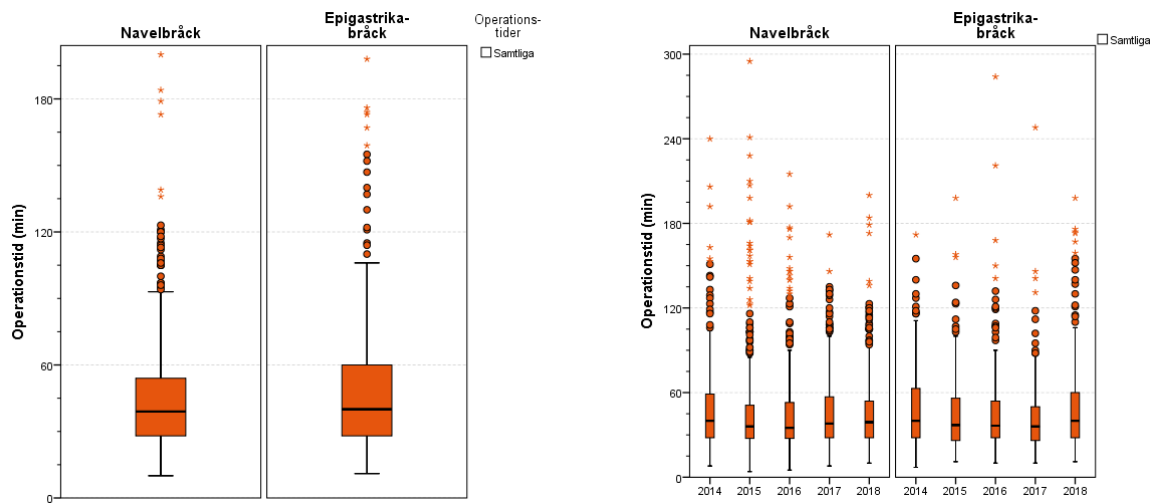 Navelbråck
Epigastrika-
bråck
Operations-
tider
Samtliga
Operationstid (min)
180
120
60
0
Navelbråck
Epigastrika-
bråck
Samtliga
Operationstid (min)
300
240
180
120
60
0
2014 2015 2016 2017 2018 2014 2015 2016 2017 2018